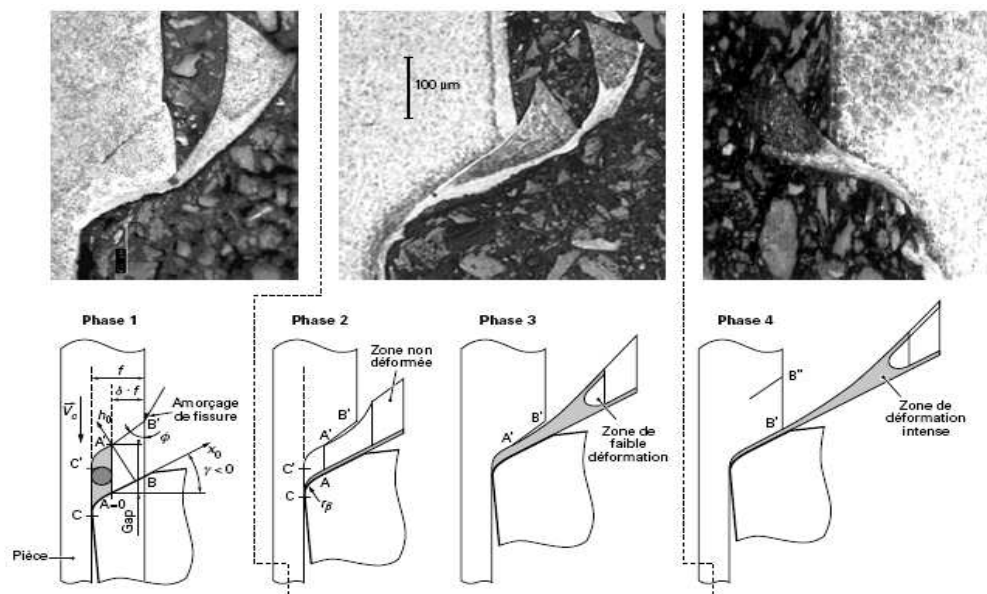 100 µm
Phase 1
Phase 2
Phase 3
Phase 4
f
δ · f
V⃗c
h0
Amorçage
de fissure
A'
B'
Φ
x0
γ < 0
C'
B
A=0
C
Gap
Pièce
Zone non
déformée
B'
A'
C'
A
C
rβ
B'
A'
Zone de
faible
déformation
B''
B'
Zone de
déformation
intense